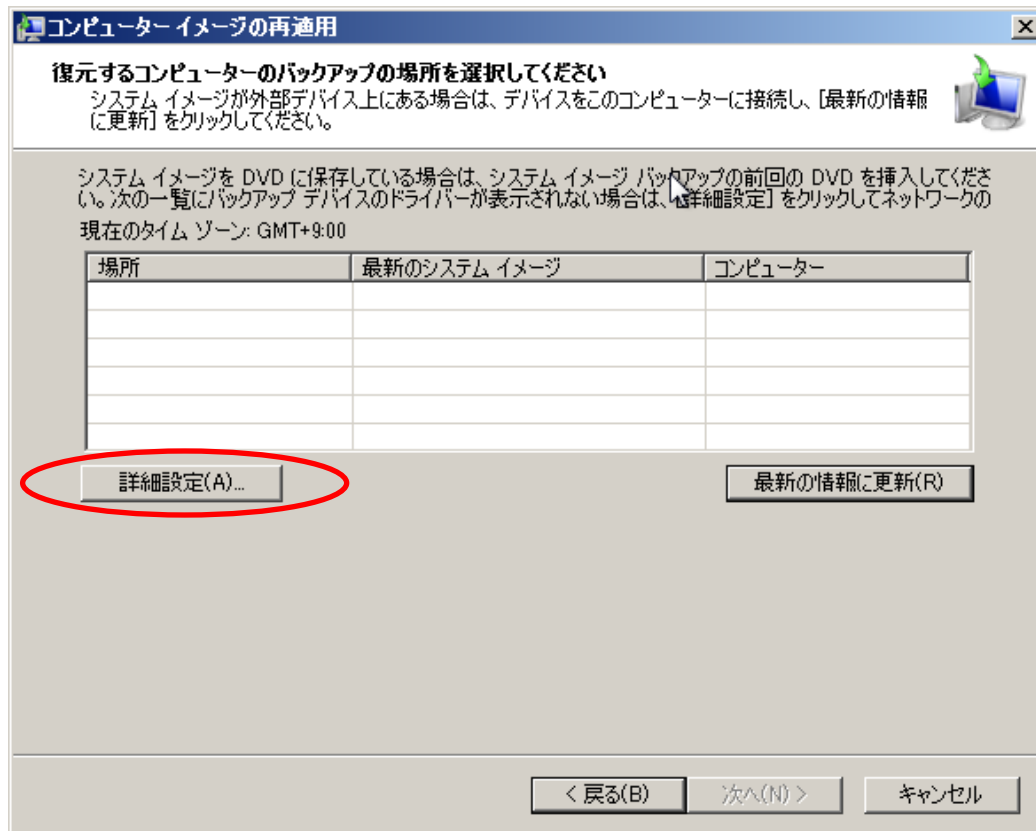 コンピューター イメージの再適用
復元するコンピューターのバックアップの場所を選択してください
システム イメージが外部デバイス上にある場合は、デバイスをこのコンピューターに接続し、[最新の情報
に更新] をクリックしてください。
システム イメージを DVD に保存している場合は、システム イメージ バックアップの前回の DVD を挿入してくださ
い。次の一覧にバックアップ デバイスのドライバーが表示されない場合は、[詳細設定] をクリックしてネットワークの
現在のタイム ゾーン: GMT+9:00
場所 最新のシステム イメージ コンピューター
詳細設定(A)... 最新の情報に更新(R)
< 戻る(B) 次へ(N) > キャンセル